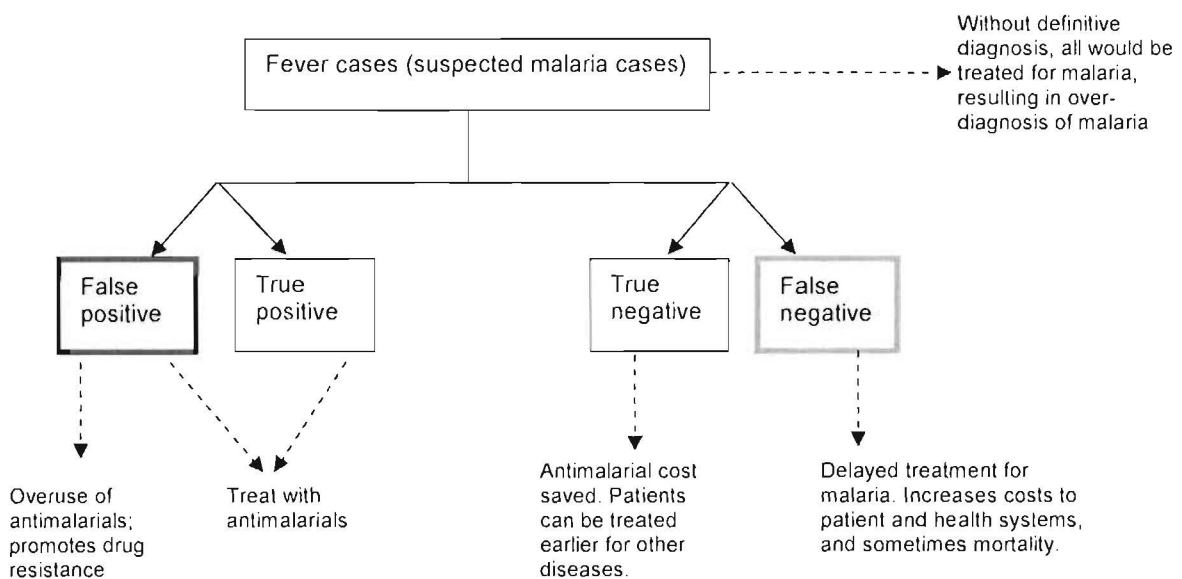 Without definitive
diagnosis, all would be
treated for malaria,
resulting in over-
diagnosis of malaria
Fever cases (suspected malaria cases)
False
positive
True
positive
True
negative
False
negative
Overuse of
antimalarials;
promotes drug
resistance
Treat with
antimalarials
Antimalarial cost
saved. Patients
can be treated
earlier for other
diseases.
Delayed treatment for
malaria. Increases costs to
patient and health systems,
and sometimes mortality.